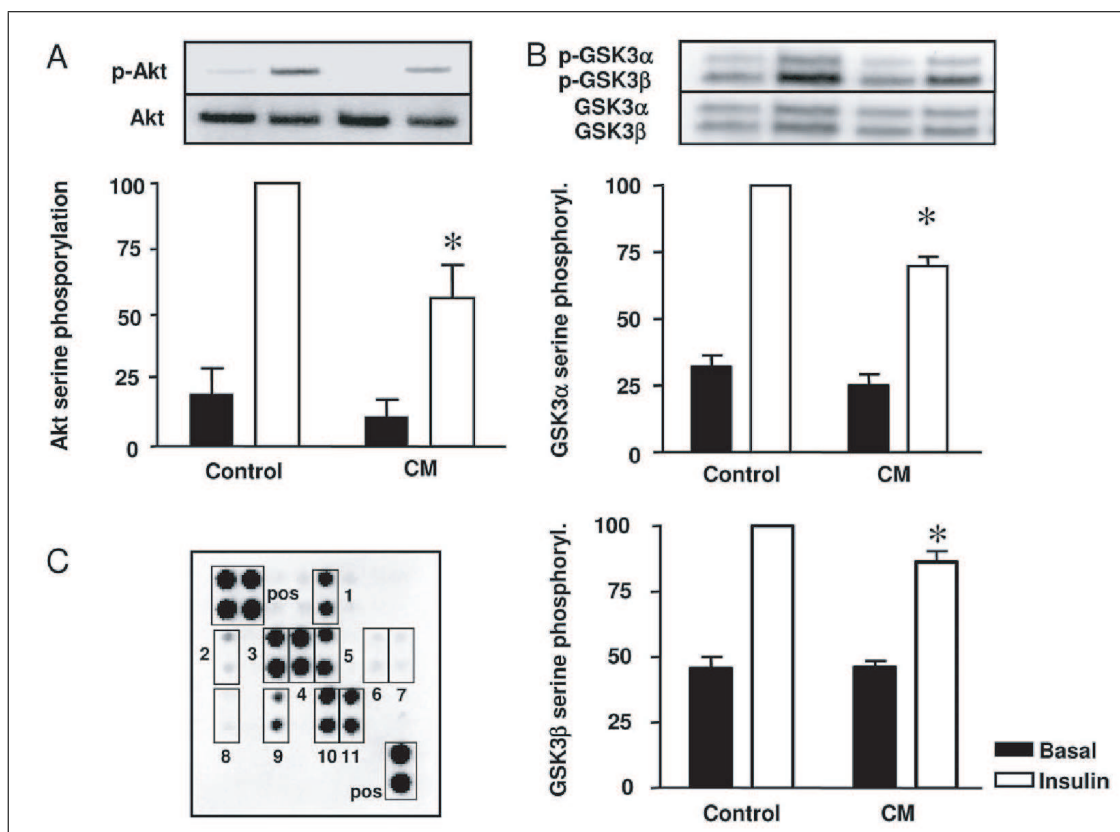 A
p-Akt
Akt
Akt serine phosporylation
100
75
50
25
0
*
Control
CM
B
p-GSK3α
p-GSK3β
GSK3α
GSK3β
GSK3α serine phosphoryl.
100
75
50
25
0
*
Control
CM
C
pos
1
2
3
4
5
6
7
8
9
10
11
pos
GSK3β serine phosphoryl.
100
75
50
25
0
*
Control
CM
Basal
Insulin